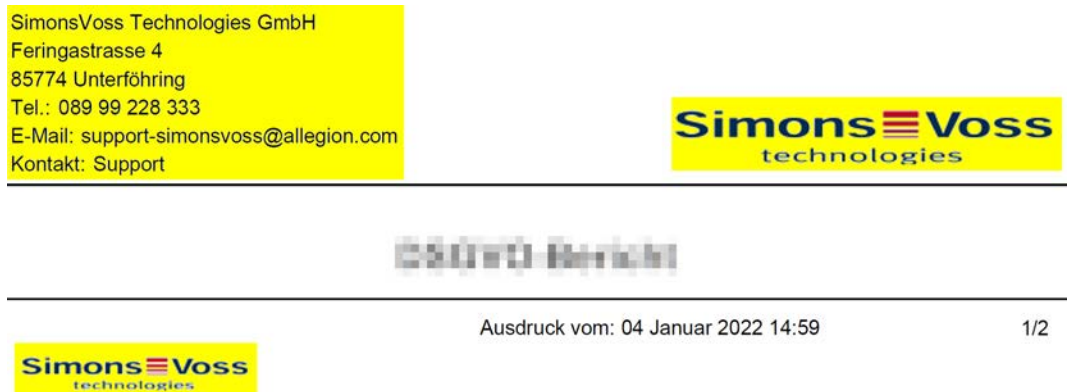 SimonsVoss Technologies GmbH
Feringastrasse 4
85774 Unterföhring
Tel.: 089 99 228 333
E-Mail: support-simonsvoss@allegion.com
Kontakt: Support
Simons Voss
technologies
Ausdruck vom: 04 Januar 2022 14:59 1/2
Simons Voss
technologies